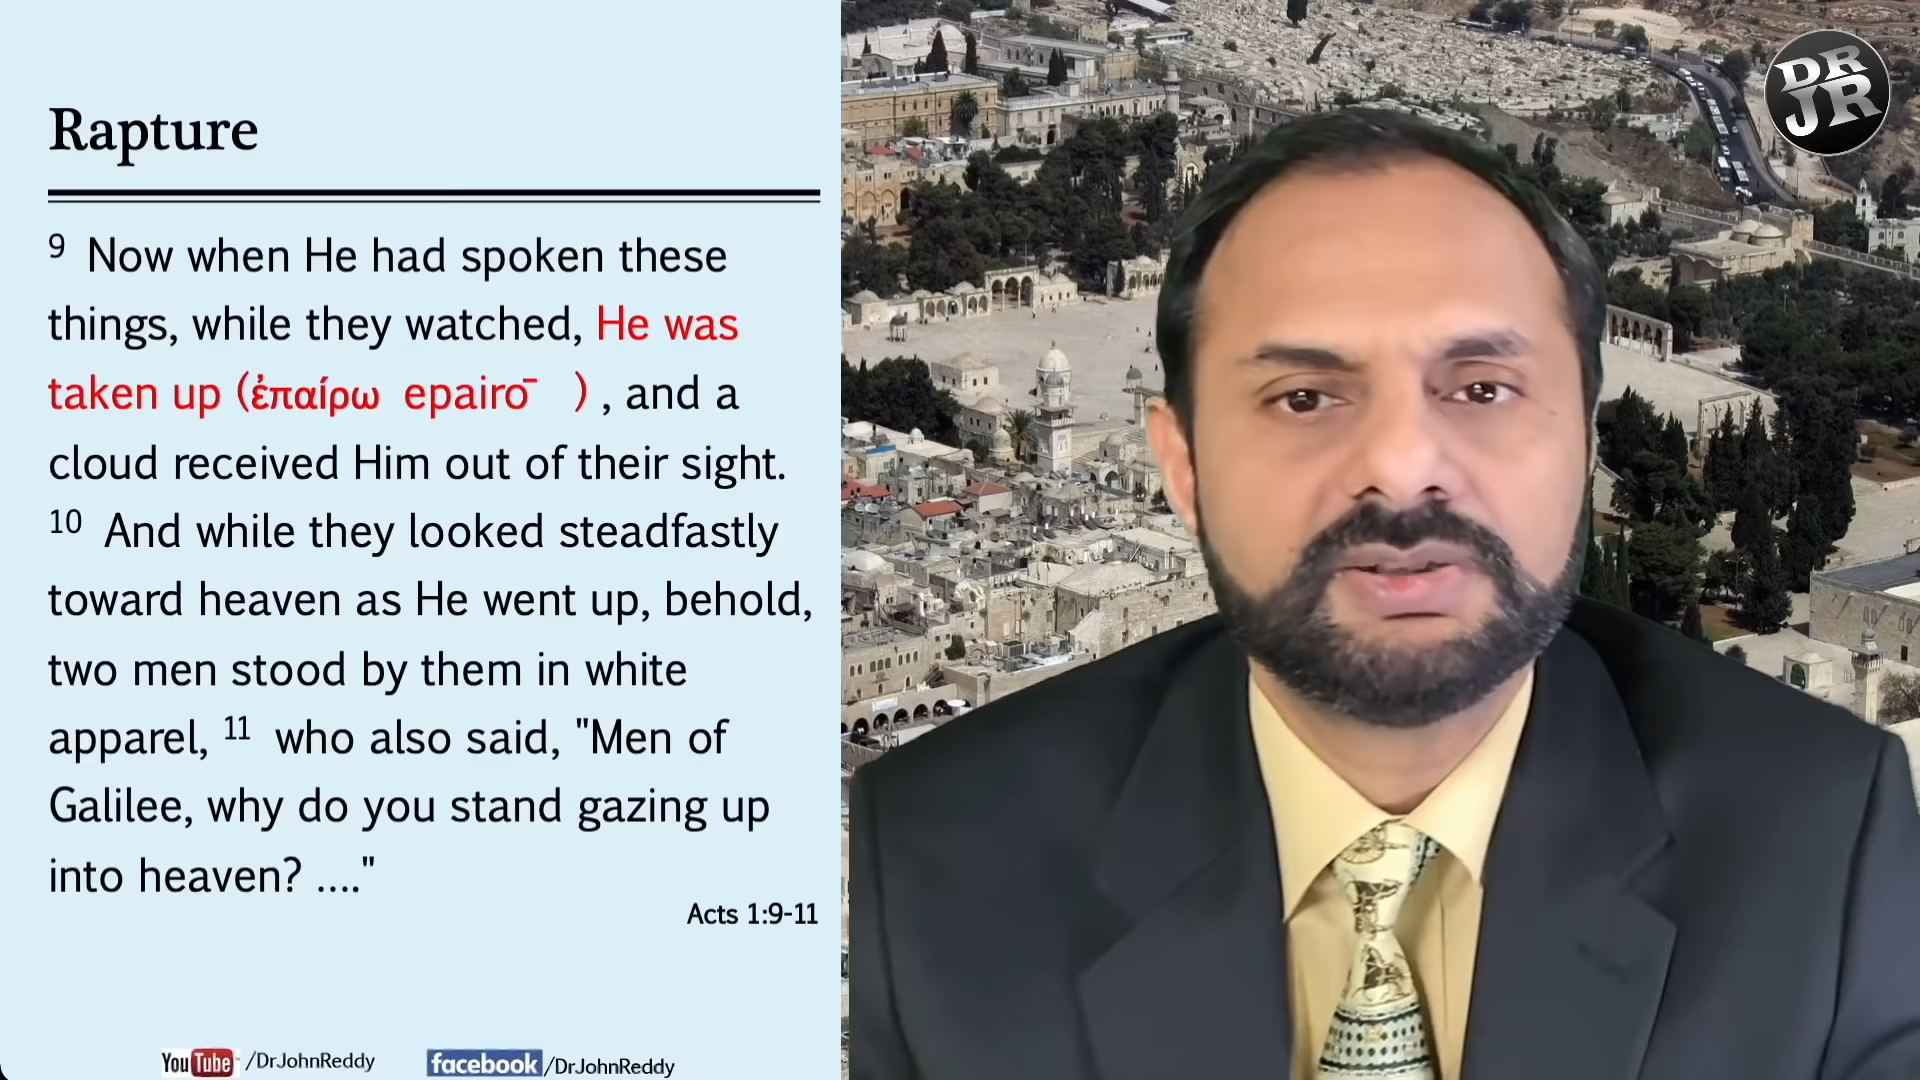 Rapture
9 Now when He had spoken these
things, while they watched, He was
taken up (ἐπαίρω epairō ) , and a
cloud received Him out of their sight.
10 And while they looked steadfastly
toward heaven as He went up, behold,
two men stood by them in white
apparel, 11 who also said, "Men of
Galilee, why do you stand gazing up
into heaven? ...."
Acts 1:9-11
YouTube /DrJohnReddy
facebook /DrJohnReddy
DR
JR